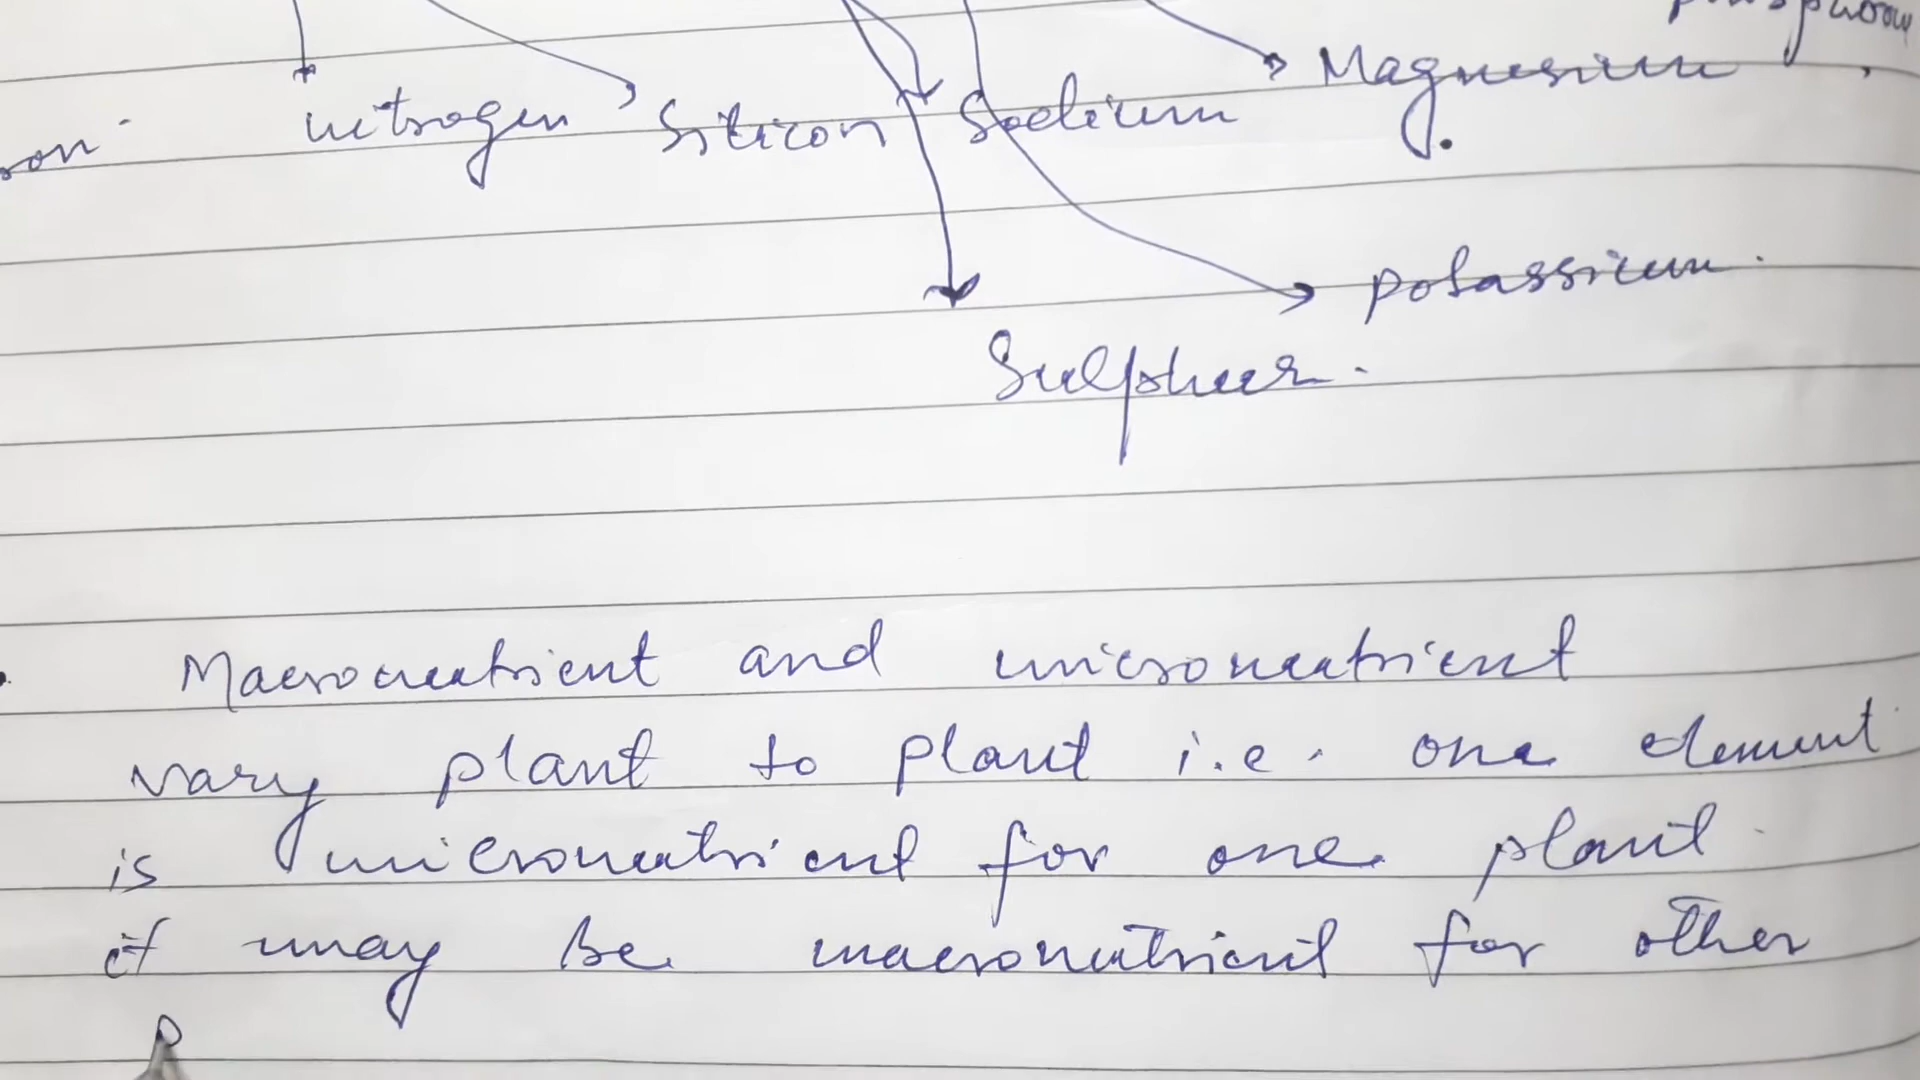 Magnesium.
nitrogen Silicon Sodium
potassium.
Sulphur.
Macronutrient and micronutrient
vary plant to plant i.e. one element
is micronutrient for one plant
it may be macronutrient for other